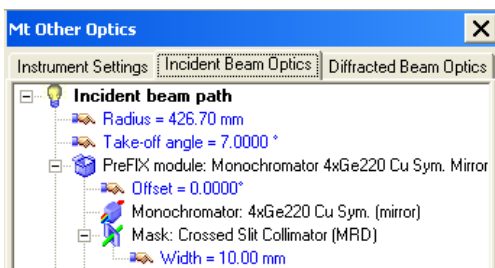 Mt Other Optics
Instrument Settings Incident Beam Optics Diffracted Beam Optics
Incident beam path
Radius = 426.70 mm
Take-off angle = 7.0000 °
PreFIX module: Monochromator 4xGe220 Cu Sym. Mirror
Offset = 0.0000°
Monochromator: 4xGe220 Cu Sym. (mirror)
Mask: Crossed Slit Collimator (MRD)
Width = 10.00 mm